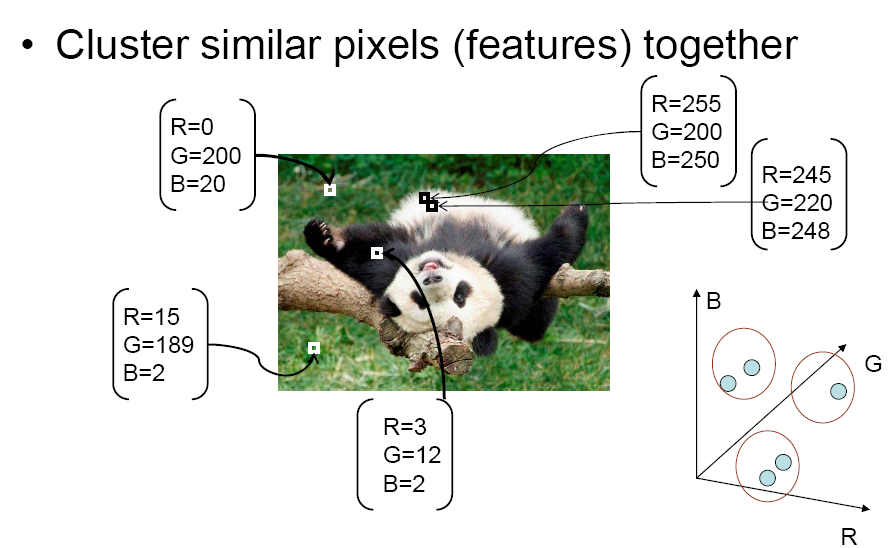 • Cluster similar pixels (features) together
R=0
G=200
B=20
R=255
G=200
B=250
R=245
G=220
B=248
R=15
G=189
B=2
R=3
G=12
B=2
B
G
R